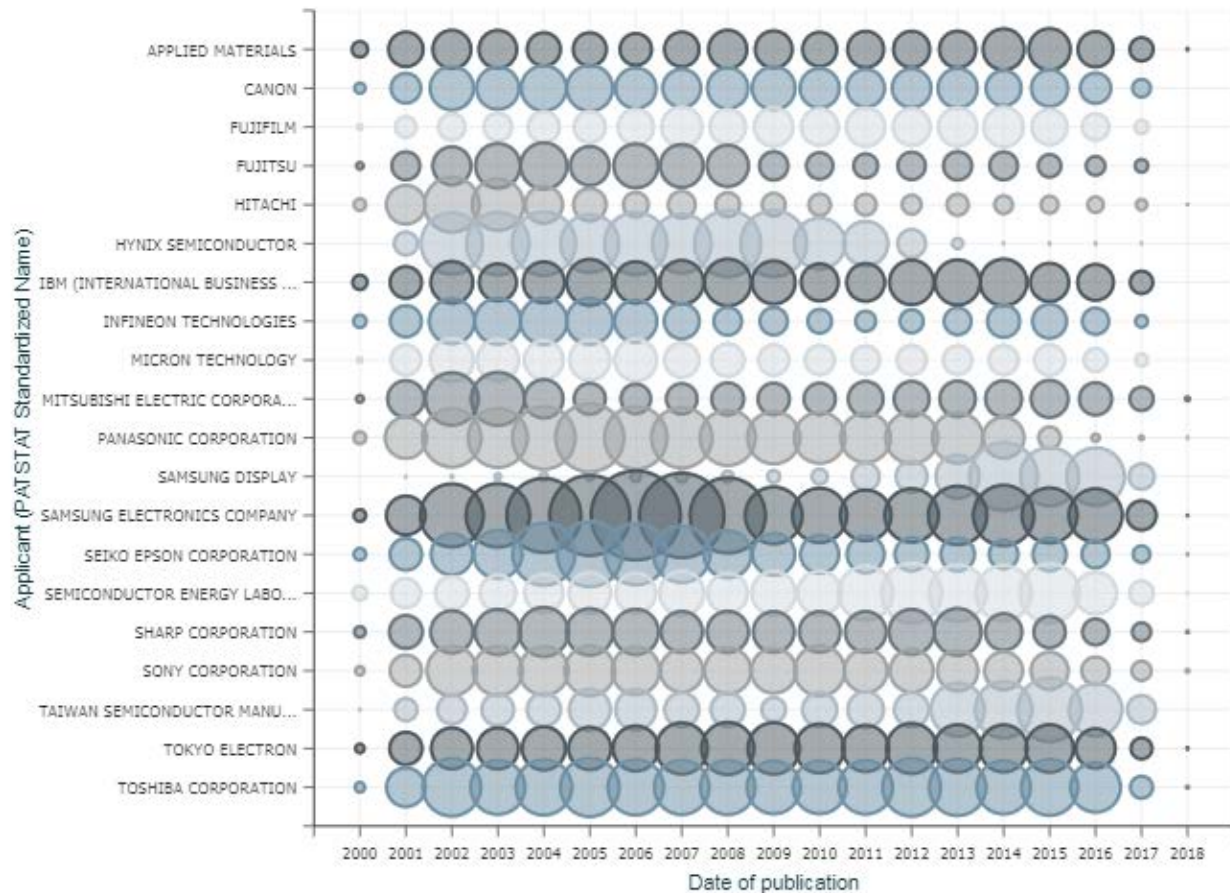 APPLIED MATERIALS
CANON
FUJIFILM
FUJITSU
HITACHI
HYNIX SEMICONDUCTOR
IBM (INTERNATIONAL BUSINESS ...
INFINEON TECHNOLOGIES
MICRON TECHNOLOGY
MITSUBISHI ELECTRIC CORPORA...
PANASONIC CORPORATION
SAMSUNG DISPLAY
SAMSUNG ELECTRONICS COMPANY
SEIKO EPSON CORPORATION
SEMICONDUCTOR ENERGY LABO...
SHARP CORPORATION
SONY CORPORATION
TAIWAN SEMICONDUCTOR MANU...
TOKYO ELECTRON
TOSHIBA CORPORATION
Applicant (PATSTAT Standardized Name)
2000 2001 2002 2003 2004 2005 2006 2007 2008 2009 2010 2011 2012 2013 2014 2015 2016 2017 2018
Date of publication